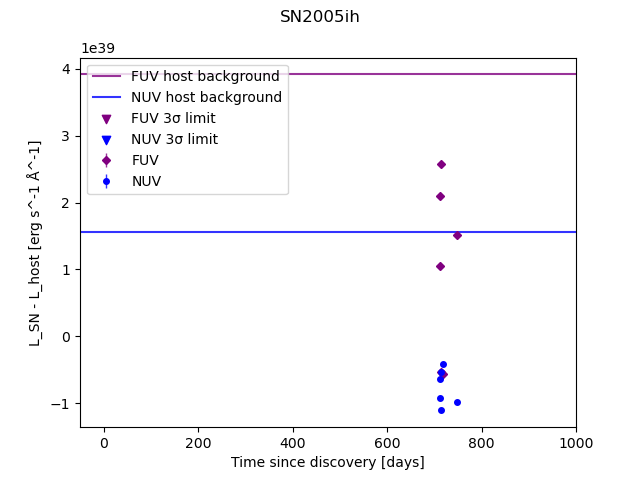 SN2005ih
1e39
FUV host background
NUV host background
FUV 3σ limit
NUV 3σ limit
FUV
NUV
4
3
2
1
0
−1
L_SN - L_host [erg s^-1 Å^-1]
0 200 400 600 800 1000
Time since discovery [days]